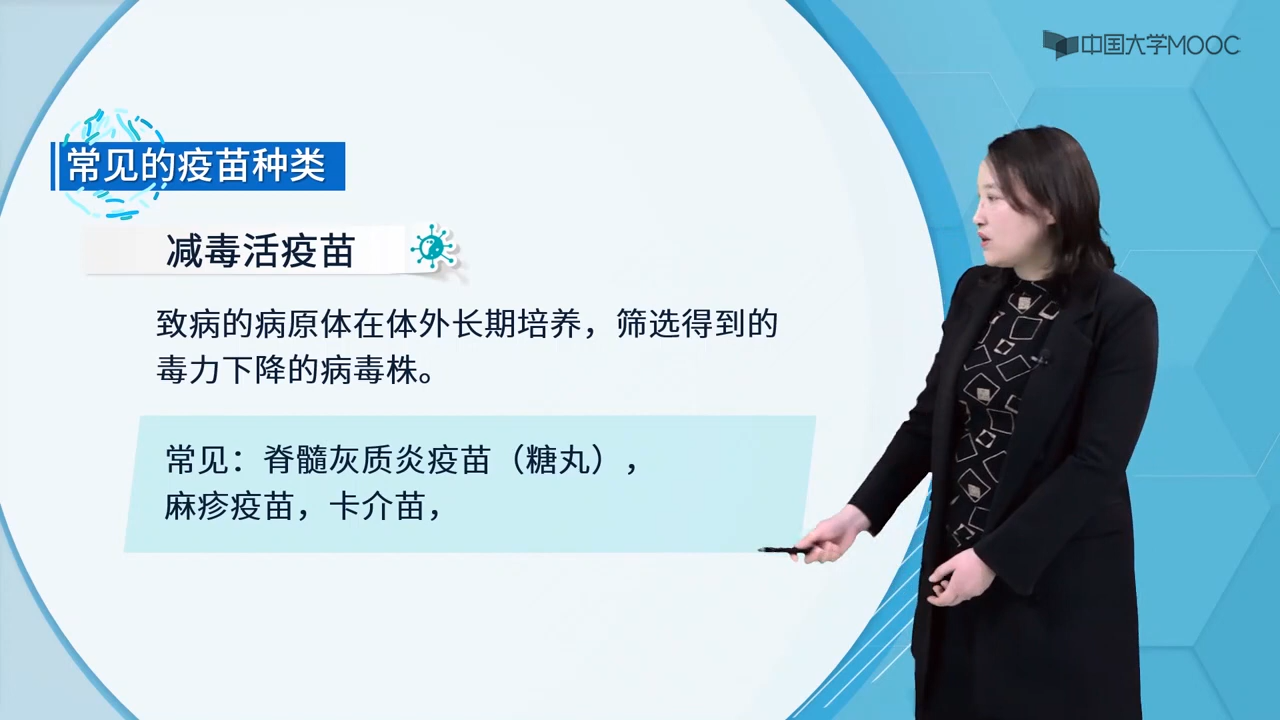 中国大学MOOC
常见的疫苗种类
减毒活疫苗
致病的病原体在体外长期培养，筛选得到的
毒力下降的病毒株。
常见：脊髓灰质炎疫苗（糖丸），
麻疹疫苗，卡介苗，